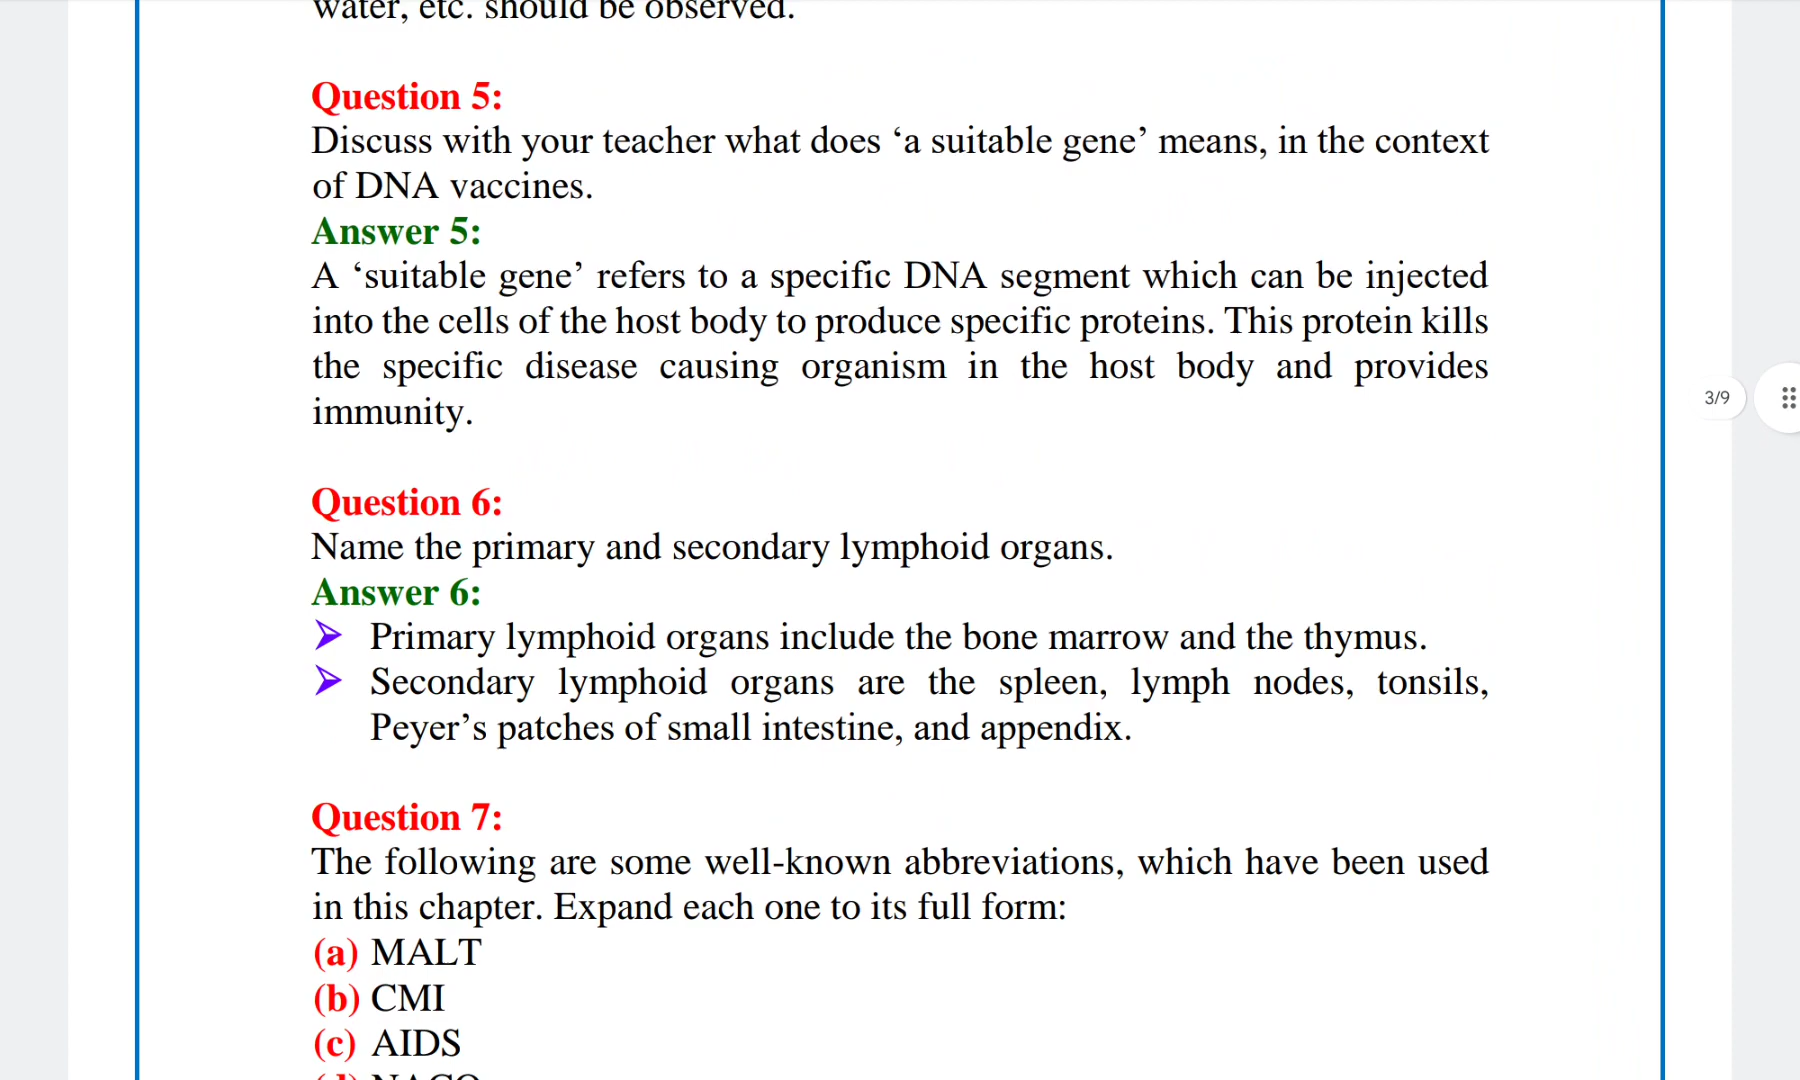 water, etc. should be observed.
Question 5:
Discuss with your teacher what does ‘a suitable gene’ means, in the context
of DNA vaccines.
Answer 5:
A ‘suitable gene’ refers to a specific DNA segment which can be injected
into the cells of the host body to produce specific proteins. This protein kills
the specific disease causing organism in the host body and provides
immunity.
Question 6:
Name the primary and secondary lymphoid organs.
Answer 6:
➢ Primary lymphoid organs include the bone marrow and the thymus.
➢ Secondary lymphoid organs are the spleen, lymph nodes, tonsils,
Peyer’s patches of small intestine, and appendix.
Question 7:
The following are some well-known abbreviations, which have been used
in this chapter. Expand each one to its full form:
(a) MALT
(b) CMI
(c) AIDS
(d) NACO
3/9